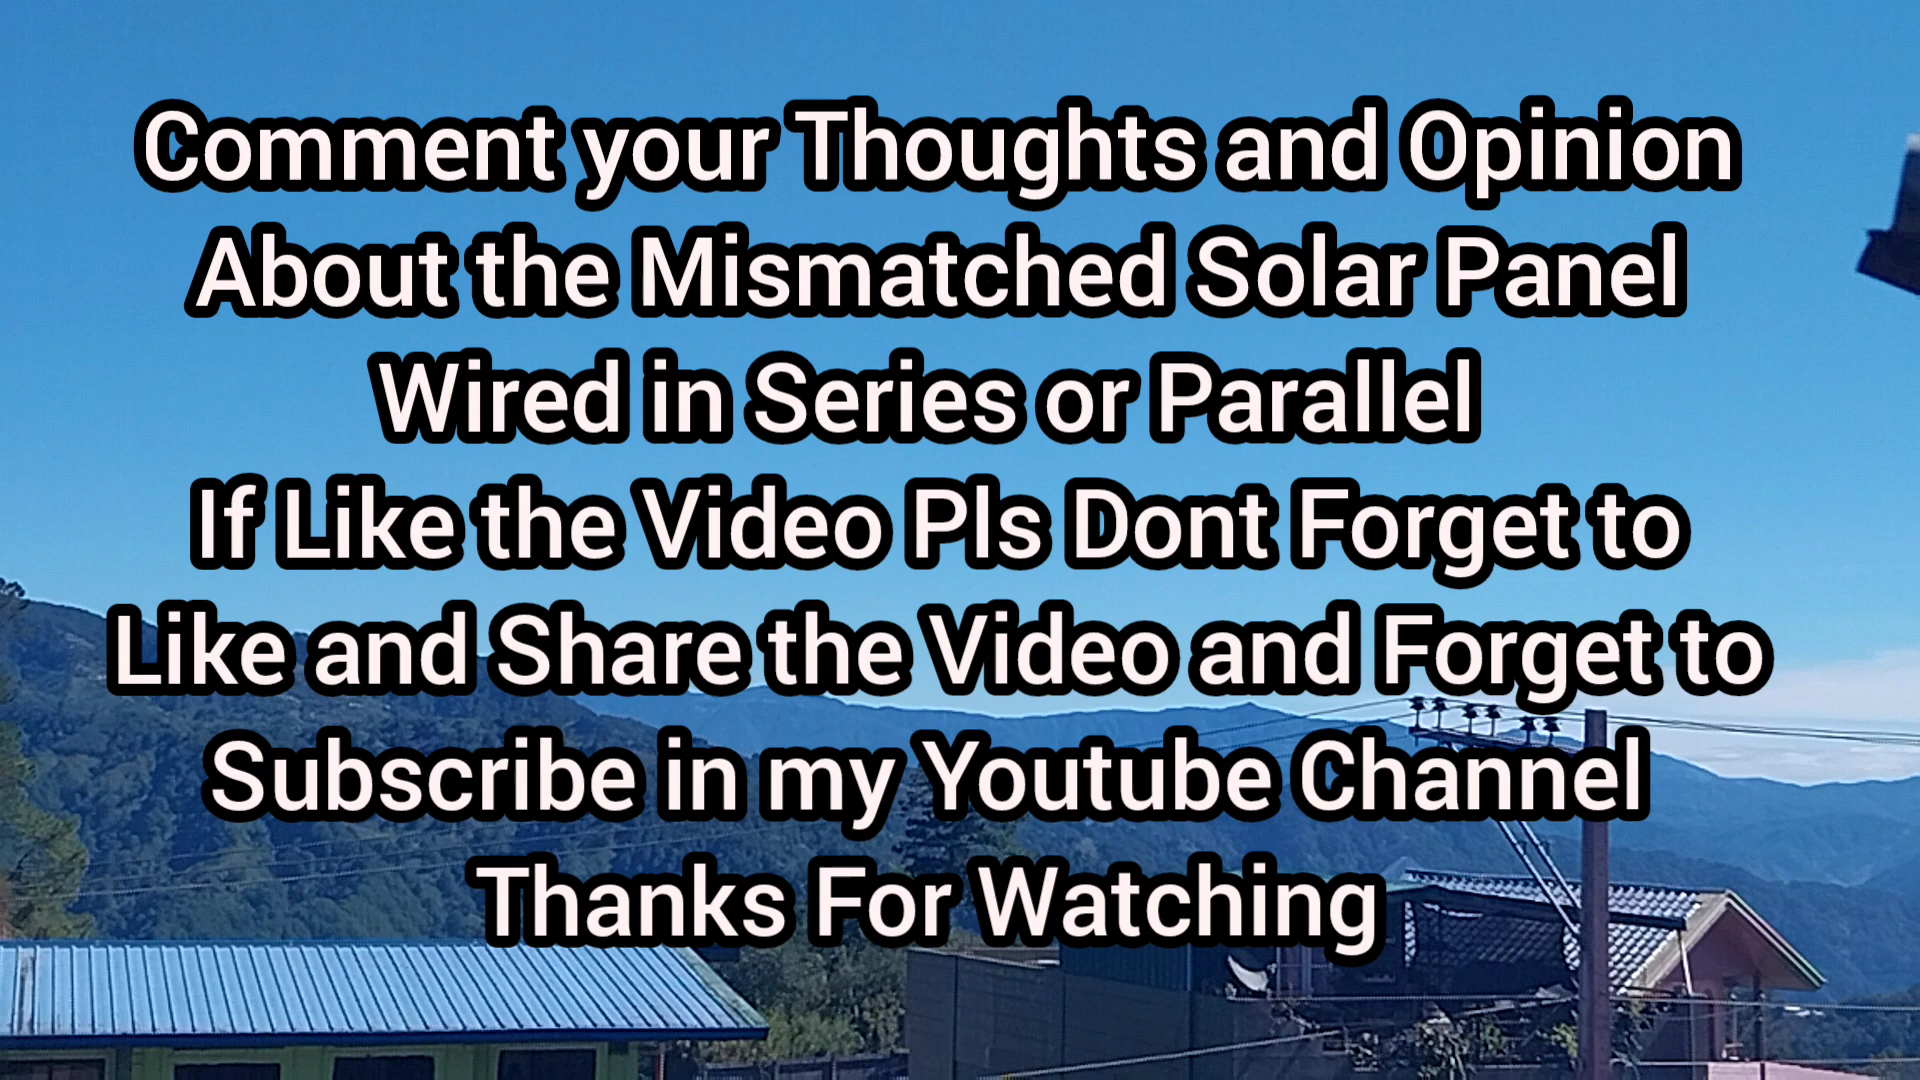 Comment your Thoughts and Opinion
About the Mismatched Solar Panel
Wired in Series or Parallel
If Like the Video Pls Dont Forget to
Like and Share the Video and Forget to
Subscribe in my Youtube Channel
Thanks For Watching